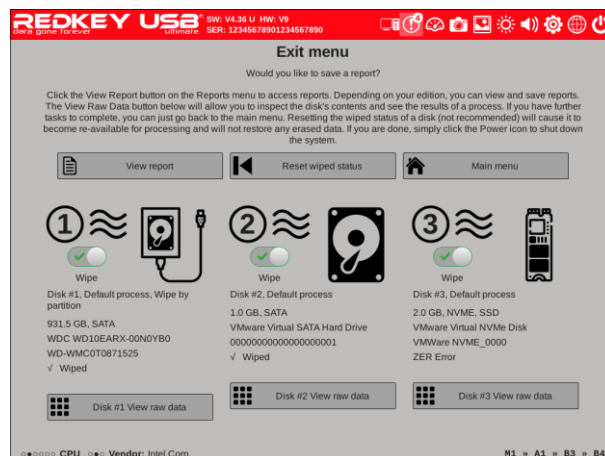 REDKEY USB®
data gone forever
ultimate
SW: V4.36 U HW: V9
SER: 12345678901234567890
Exit menu
Would you like to save a report?
Click the View Report button on the Reports menu to access reports. Depending on your edition, you can view and save reports.
The View Raw Data button below will allow you to inspect the disk's contents and see the results of a process. If you have further
tasks to complete, you can just go back to the main menu. Resetting the wiped status of a disk (not recommended) will cause it to
become re-available for processing and will not restore any erased data. If you are done, simply click the Power icon to shut down
the system.
View report
Reset wiped status
Main menu
1
Wipe
Disk #1, Default process, Wipe by
partition
931.5 GB, SATA
WDC WD10EARX-00N0YB0
WD-WMC0T0871525
√ Wiped
Disk #1 View raw data
2
Wipe
Disk #2, Default process
1.0 GB, SATA
VMware Virtual SATA Hard Drive
00000000000000000001
√ Wiped
Disk #2 View raw data
3
Wipe
Disk #3, Default process
2.0 GB, NVME, SSD
VMware Virtual NVMe Disk
VMWare NVME_0000
ZER Error
Disk #3 View raw data
CPU
Vendor: Intel Corp.
M1 » A1 » B3 » B4